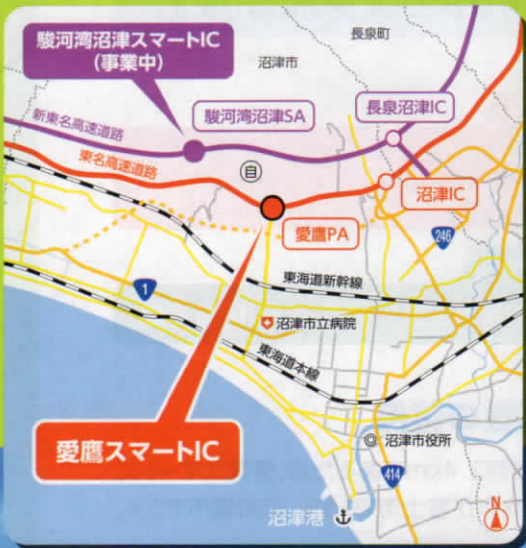 駿河湾沼津スマートIC
(事業中)
長泉町
沼津市
駿河湾沼津SA
長泉沼津IC
新東名高速道路
東名高速道路
自
沼津IC
愛鷹PA
246
東海道新幹線
1
沼津市立病院
東海道本線
愛鷹スマートIC
沼津市役所
414
沼津港
N